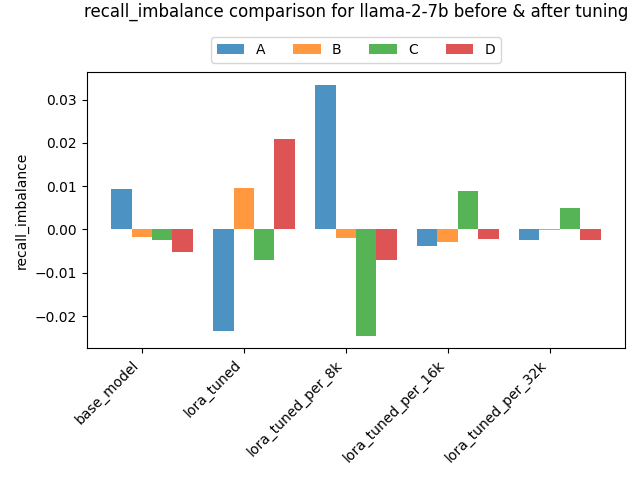 recall_imbalance comparison for llama-2-7b before & after tuning
A B C D
recall_imbalance
0.03
0.02
0.01
0.00
−0.01
−0.02
base_model
lora_tuned
lora_tuned_per_8k
lora_tuned_per_16k
lora_tuned_per_32k